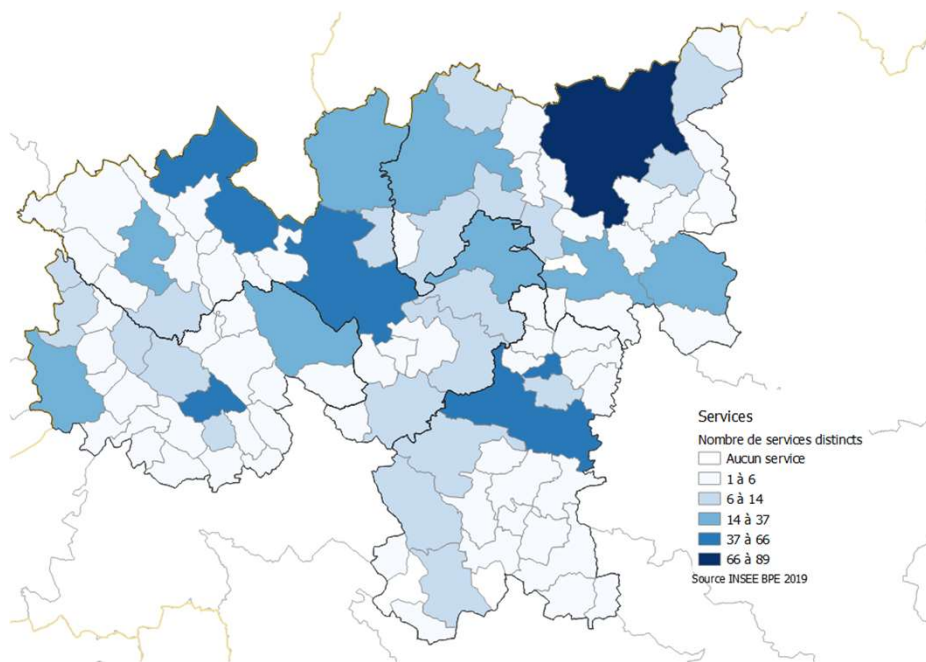 Services
Nombre de services distincts
Aucun service
1 à 6
6 à 14
14 à 37
37 à 66
66 à 89
Source INSEE BPE 2019